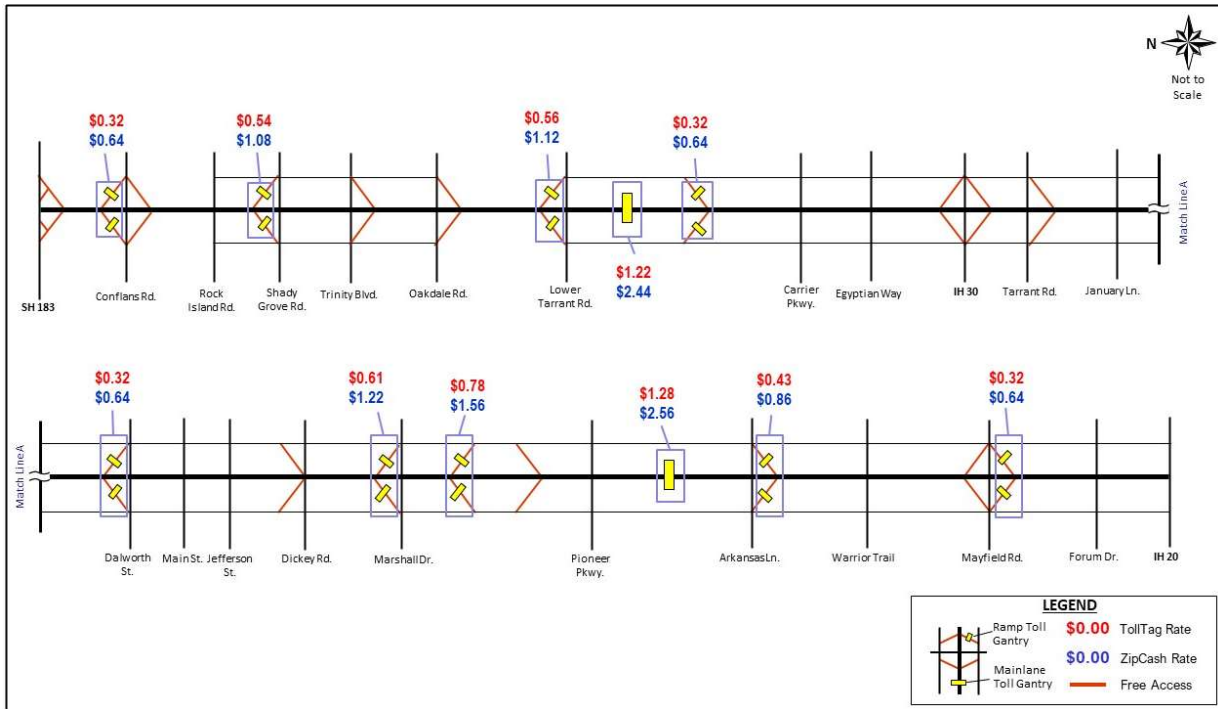 N
Not to
Scale
$0.32
$0.64
$0.54
$1.08
$0.56
$1.12
$0.32
$0.64
Match Line A
$1.22
$2.44
SH 183
Conflans Rd.
Rock
Island Rd.
Shady
Grove Rd.
Trinity Blvd.
Oakdale Rd.
Lower
Tarrant Rd.
Carrier
Pkwy.
Egyptian Way
IH 30
Tarrant Rd.
January Ln.
$0.32
$0.64
$0.61
$1.22
$0.78
$1.56
$1.28
$2.56
$0.43
$0.86
$0.32
$0.64
Match Line A
Dalworth
St.
Main St.
Jefferson
St.
Dickey Rd.
Marshall Dr.
Pioneer
Pkwy.
Arkansas Ln.
Warrior Trail
Mayfield Rd.
Forum Dr.
IH 20
LEGEND
Ramp Toll
Gantry
Mainlane
Toll Gantry
$0.00 TollTag Rate
$0.00 ZipCash Rate
Free Access